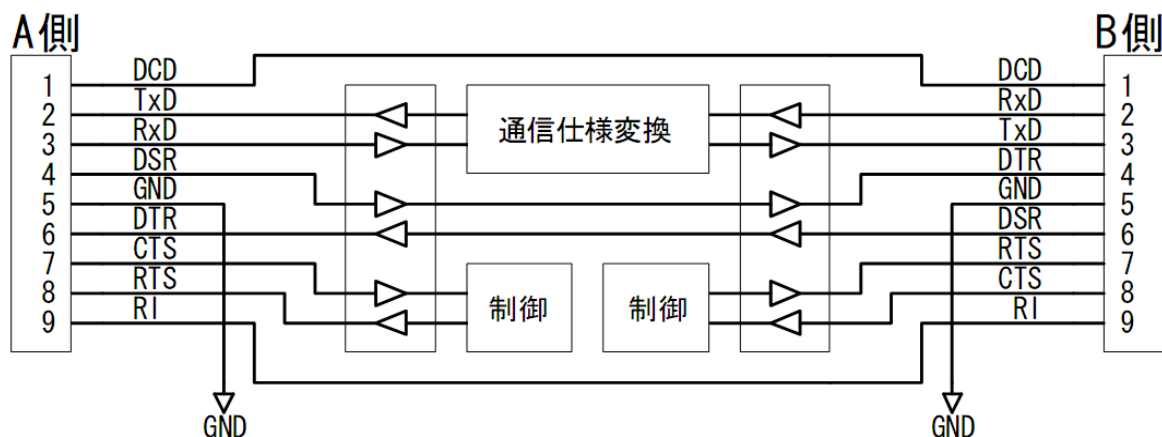 A側
B側
1 DCD DCD 1
2 TxD RxD 2
3 RxD 通信仕様変換 TxD 3
4 DSR DTR 4
5 GND GND 5
6 DTR DSR 6
7 CTS RTS 7
8 RTS 制御 制御 CTS 8
9 RI RI 9
GND GND